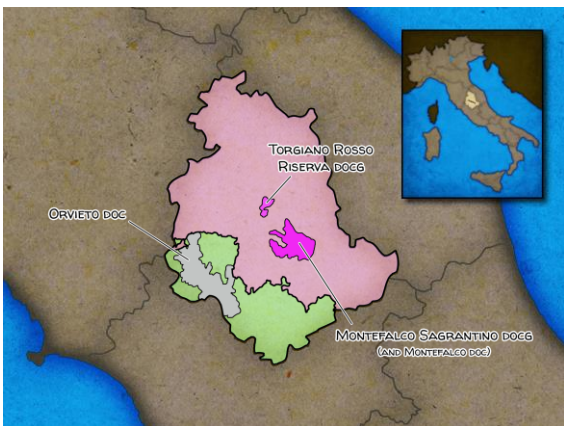 Torgiano Rosso
Riserva DOCG
Orvieto DOC
Montefalco Sagrantino DOCG
(and Montefalco DOC)